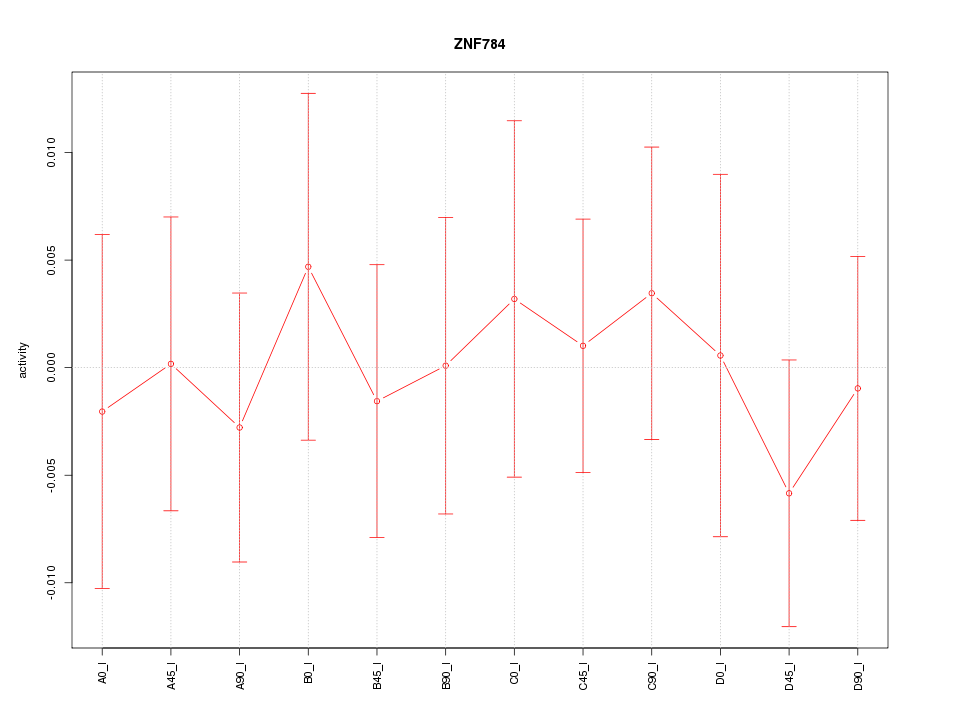 ZNF784
activity
0.010
0.005
0.000
-0.005
-0.010
A0_I
A45_I
A90_I
B0_I
B45_I
B90_I
C0_I
C45_I
C90_I
D0_I
D45_I
D90_I